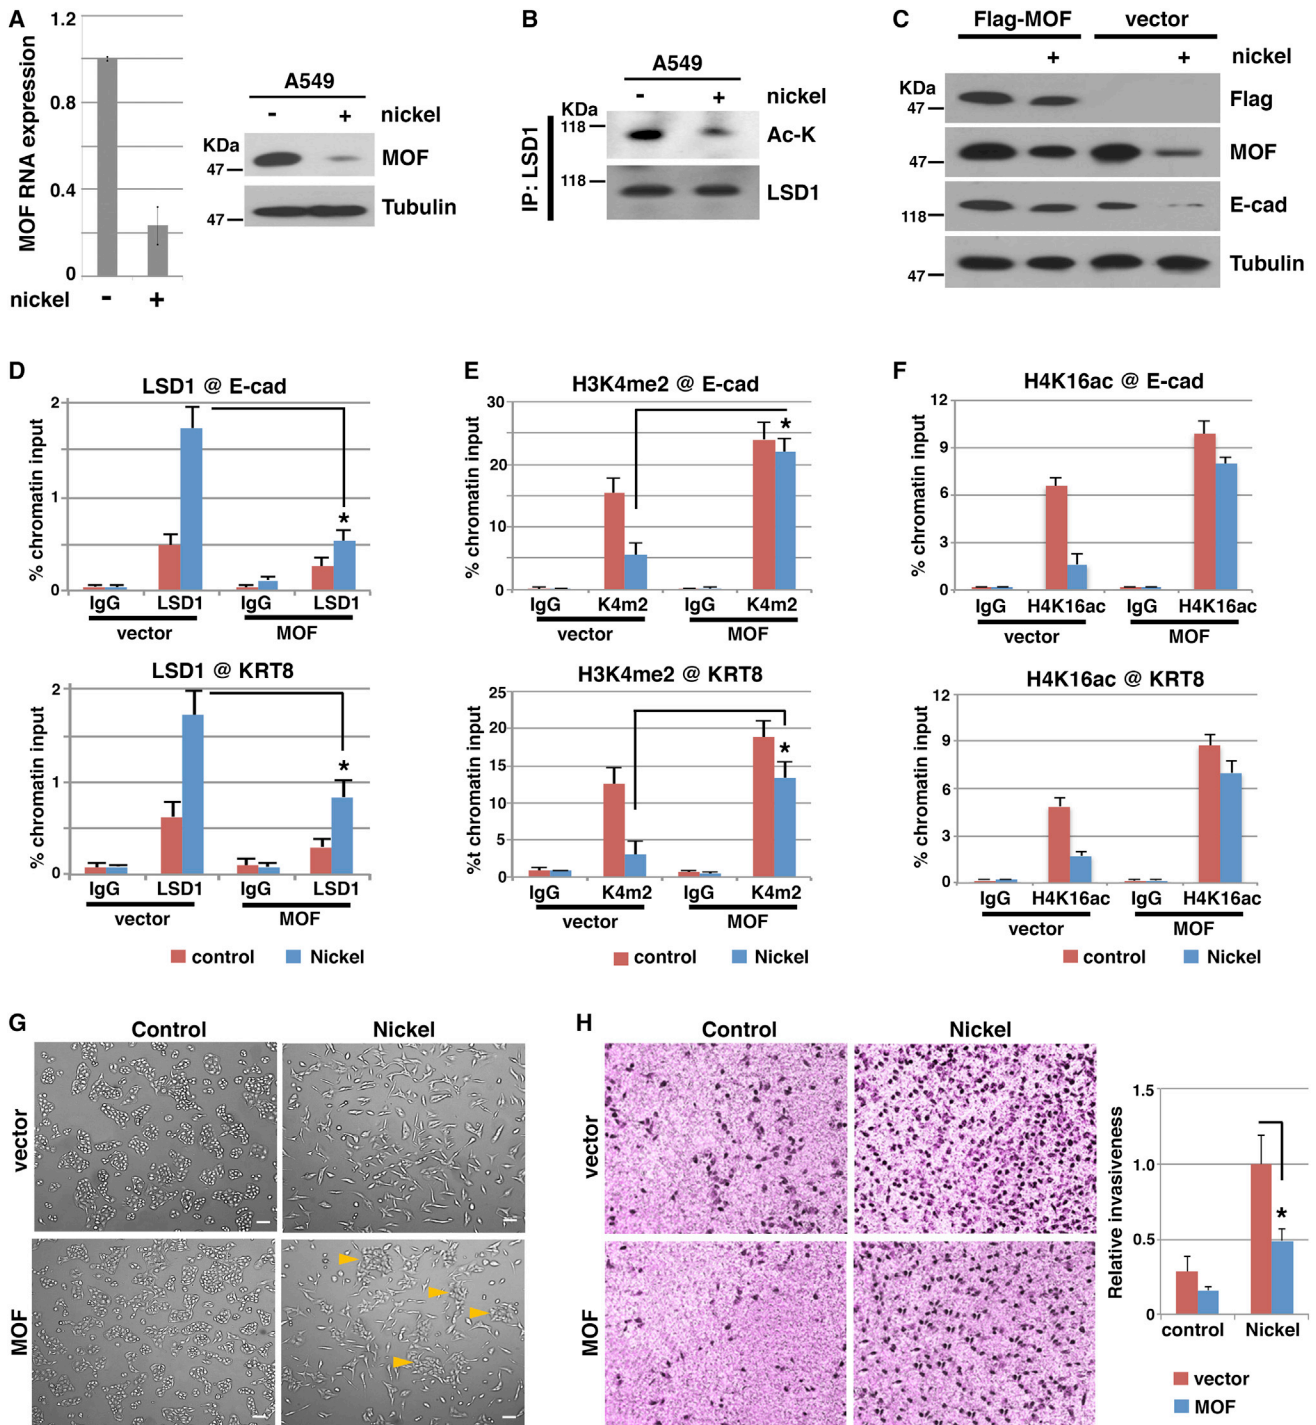 A
MOF RNA expression
1.2
0.8
0.4
0
nickel
-
+
A549
-
+
nickel
KDa
47
MOF
47
Tubulin
B
A549
-
+
nickel
KDa
IP: LSD1
118
Ac-K
118
LSD1
C
Flag-MOF
vector
+
+
nickel
KDa
47
Flag
47
MOF
118
E-cad
47
Tubulin
D
LSD1 @ E-cad
% chromatin input
2
1
0
IgG
LSD1
IgG
LSD1
vector
MOF
*
LSD1 @ KRT8
% chromatin input
2
1
0
IgG
LSD1
IgG
LSD1
vector
MOF
*
control
Nickel
E
H3K4me2 @ E-cad
% chromatin input
30
20
10
0
IgG
K4m2
IgG
K4m2
vector
MOF
*
H3K4me2 @ KRT8
%t chromatin input
25
20
15
10
5
0
IgG
K4m2
IgG
K4m2
vector
MOF
*
control
Nickel
F
H4K16ac @ E-cad
% chromatin input
12
9
6
3
0
IgG
H4K16ac
IgG
H4K16ac
vector
MOF
H4K16ac @ KRT8
% chromatin input
12
9
6
3
0
IgG
H4K16ac
IgG
H4K16ac
vector
MOF
control
Nickel
G
Control
Nickel
vector
MOF
H
Control
Nickel
vector
MOF
Relative invasiveness
1.5
1.0
0.5
0
*
control
Nickel
vector
MOF